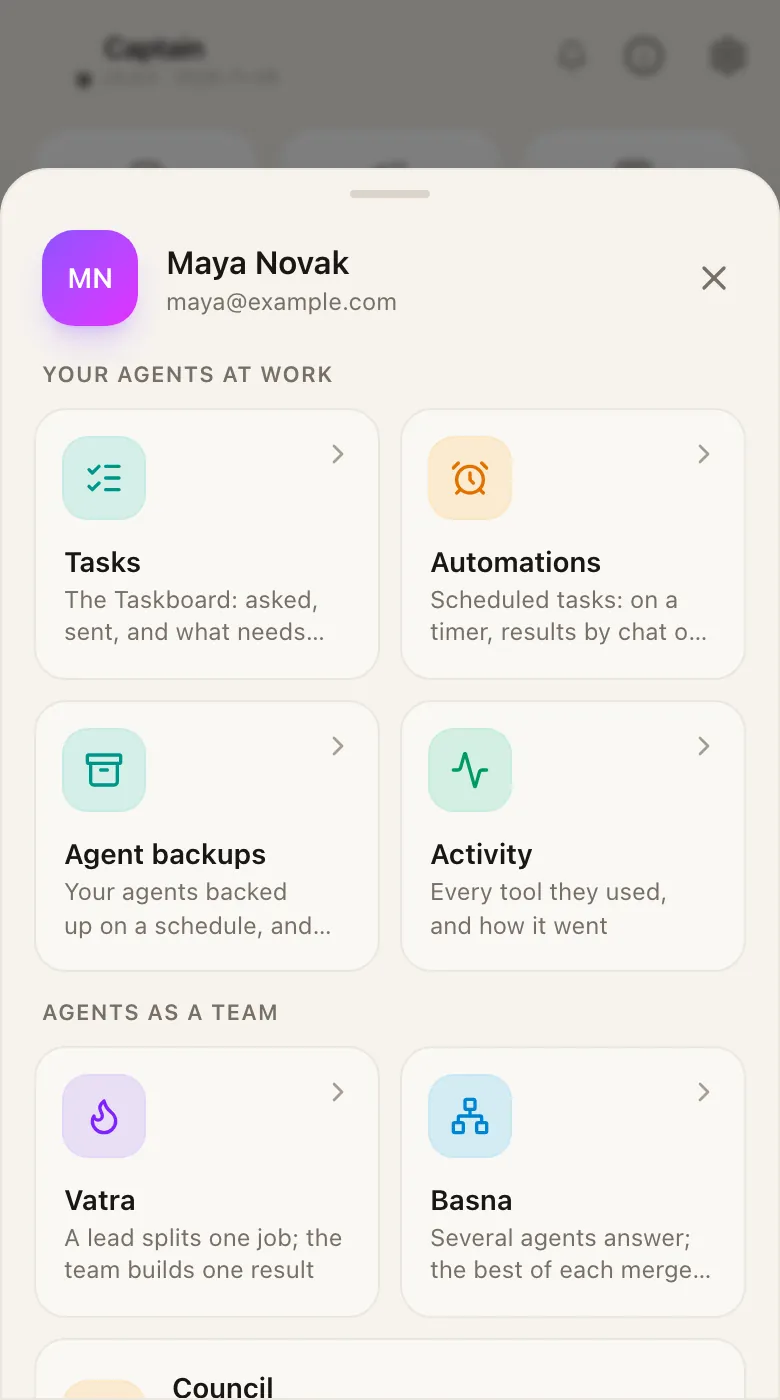 Captain
MN
Maya Novak
maya@example.com
YOUR AGENTS AT WORK
Tasks
The Taskboard: asked,
sent, and what needs...
Automations
Scheduled tasks: on a
timer, results by chat o...
Agent backups
Your agents backed
up on a schedule, and...
Activity
Every tool they used,
and how it went
AGENTS AS A TEAM
Vatra
A lead splits one job; the
team builds one result
Basna
Several agents answer;
the best of each merge...
Council